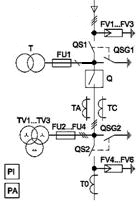 FV1...FV3
QS1
T
FU1
QSG1
Q
TA
TC
TV1...TV3
FU2...FU4
QSG2
QS2
PI
FV4...FV6
PA
T0